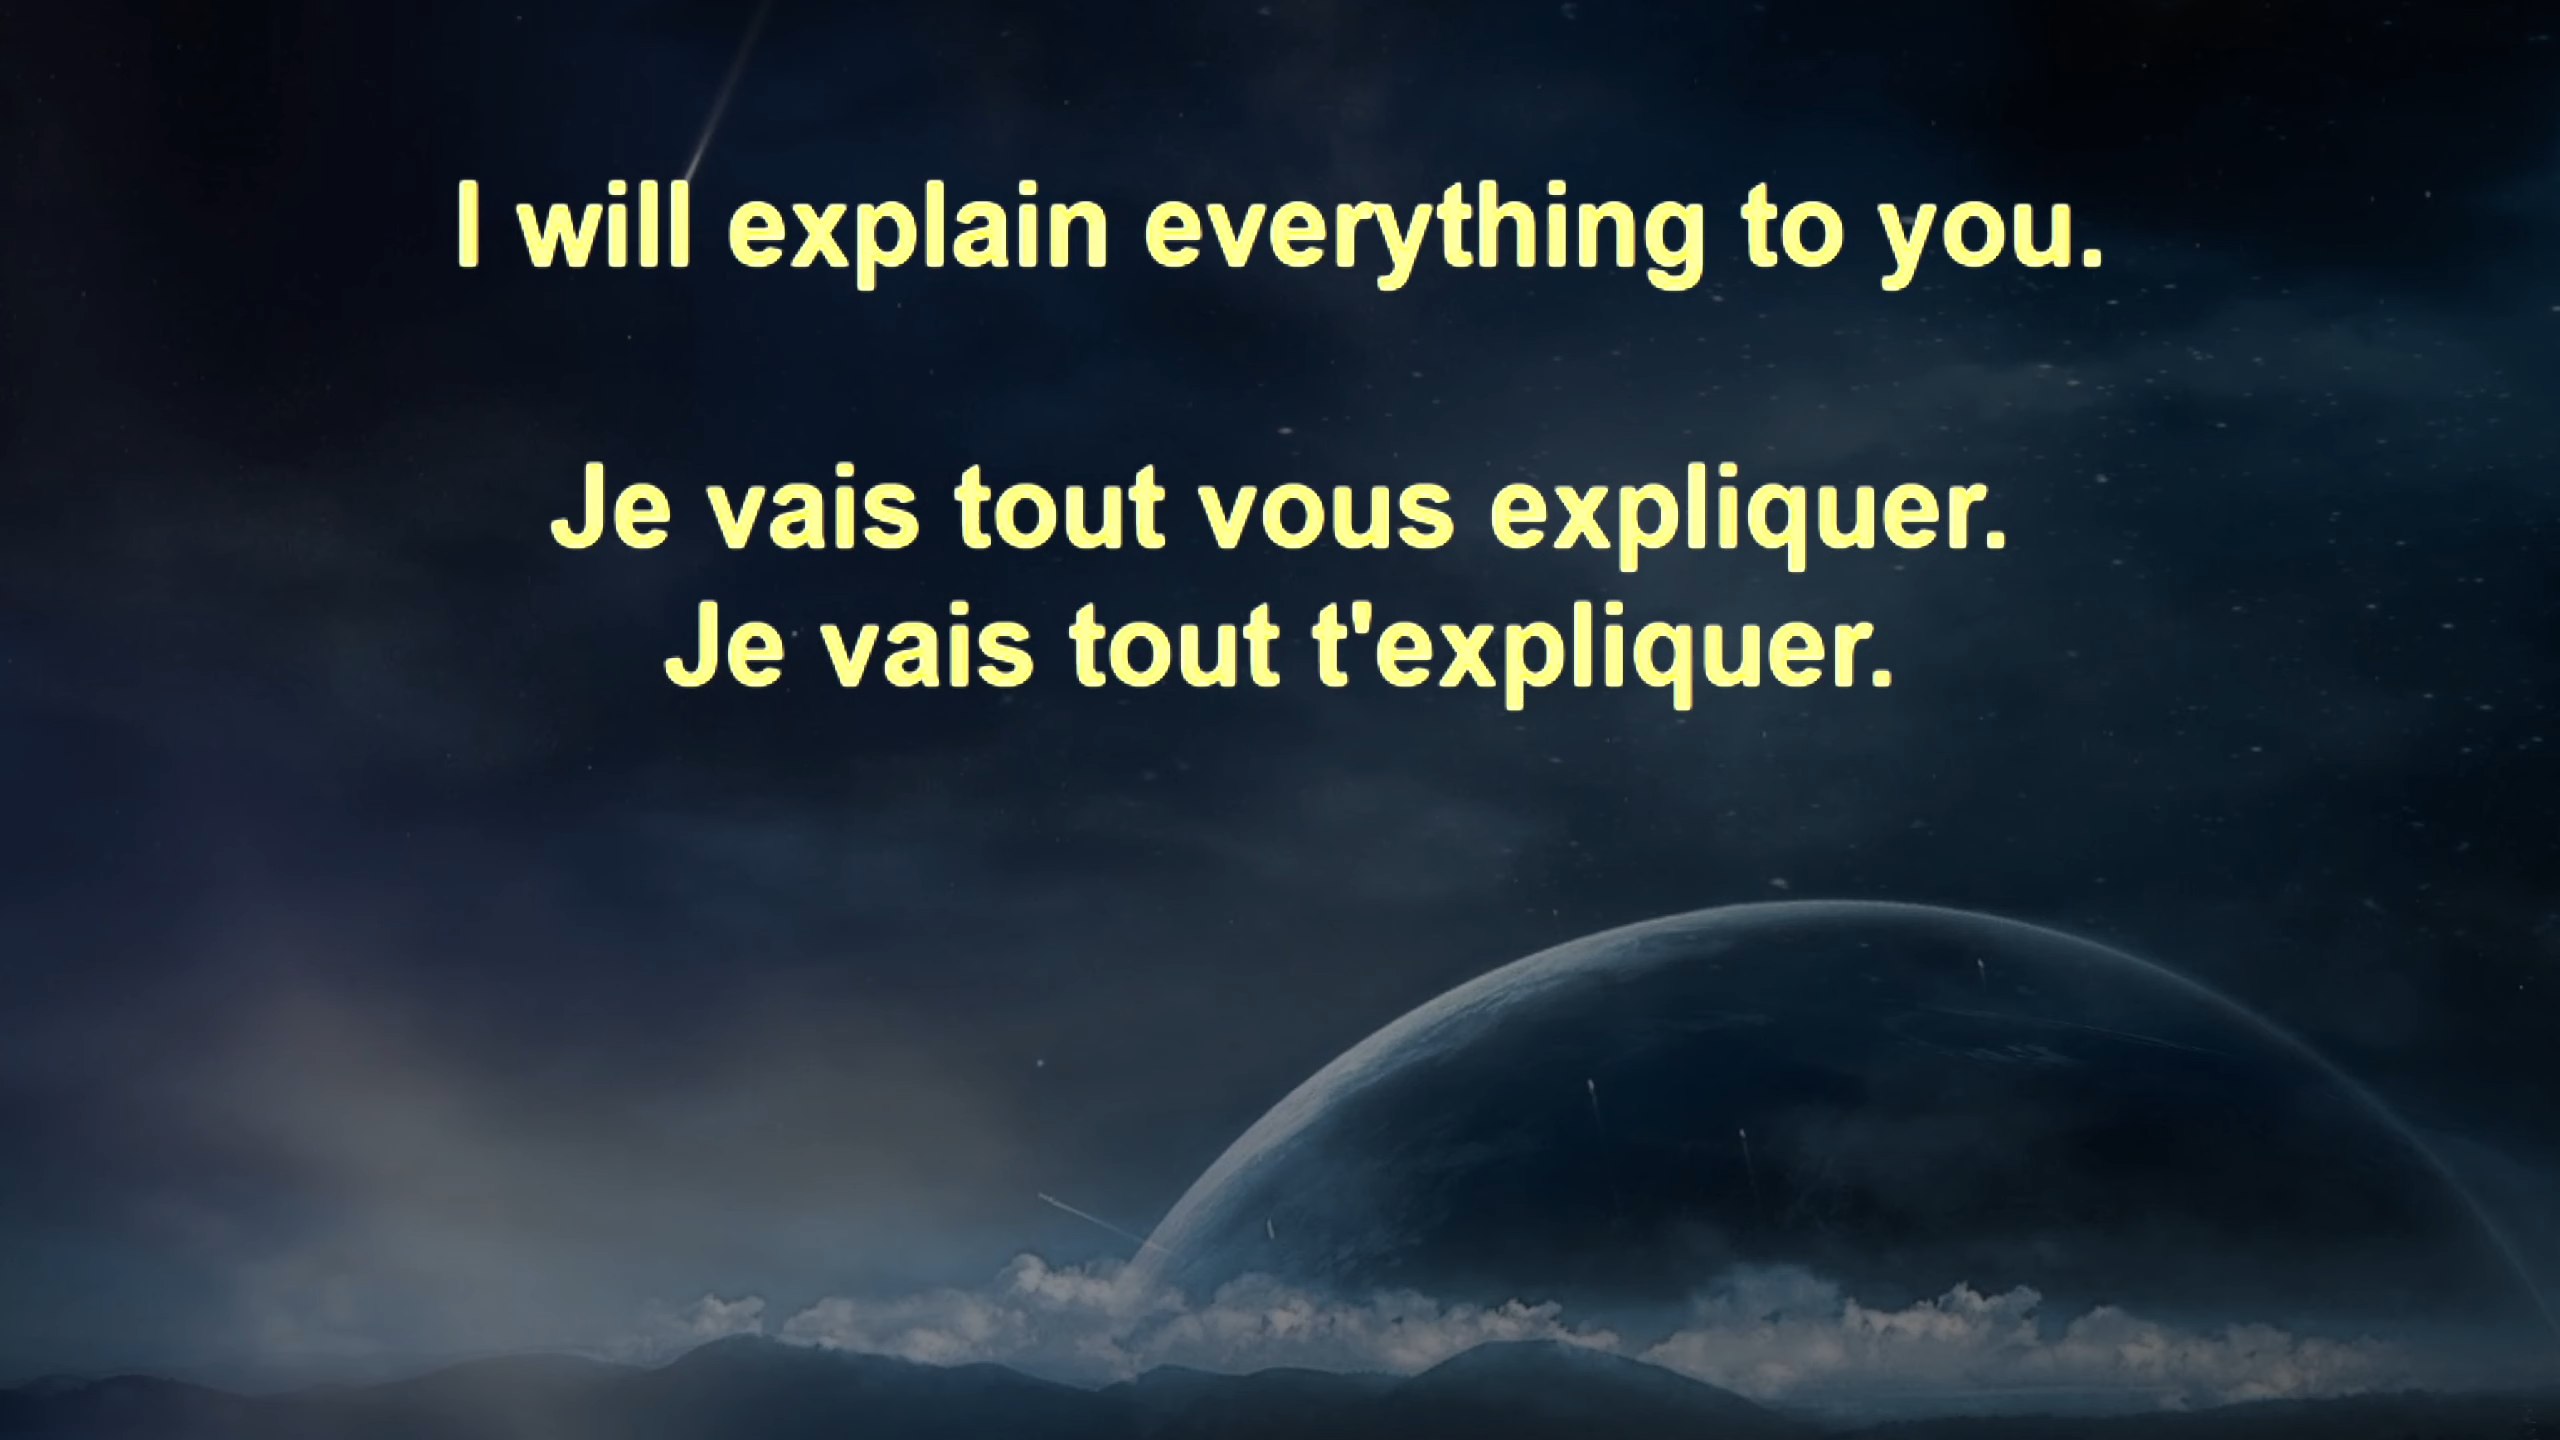 I will explain everything to you.
Je vais tout vous expliquer.
Je vais tout t'expliquer.